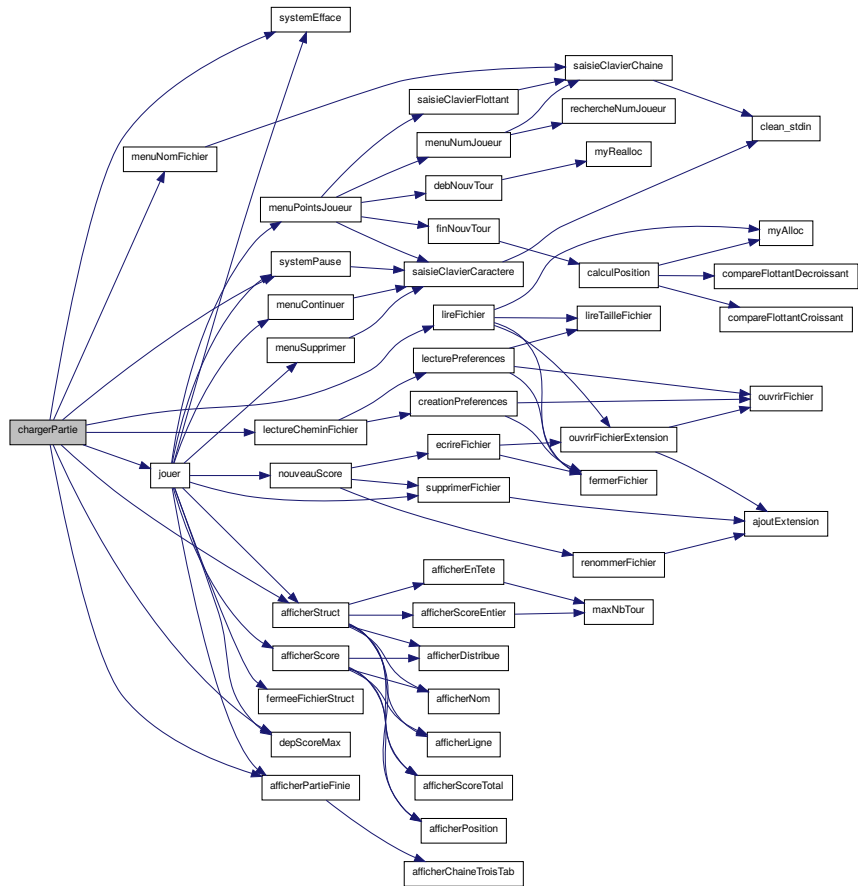 systemEfface
saisieClavierChaine
saisieClavierFlottant
rechercheNumJoueur
clean_stdin
menuNumJoueur
menuNomFichier
myRealloc
debNouvTour
menuPointsJoueur
finNouvTour
myAlloc
systemPause
saisieClavierCaractere
calculPosition
compareFlottantDecroissant
menuContinuer
lireFichier
lireTailleFichier
compareFlottantCroissant
menuSupprimer
lecturePreferences
creationPreferences
ouvrirFichier
chargerPartie
lectureCheminFichier
ecrireFichier
ouvrirFichierExtension
jouer
nouveauScore
supprimerFichier
fermerFichier
ajoutExtension
renommerFichier
afficherEnTete
afficherStruct
afficherScoreEntier
maxNbTour
afficherScore
afficherDistribue
fermeeFichierStruct
afficherNom
depScoreMax
afficherLigne
afficherPartieFinie
afficherScoreTotal
afficherPosition
afficherChaineTroisTab